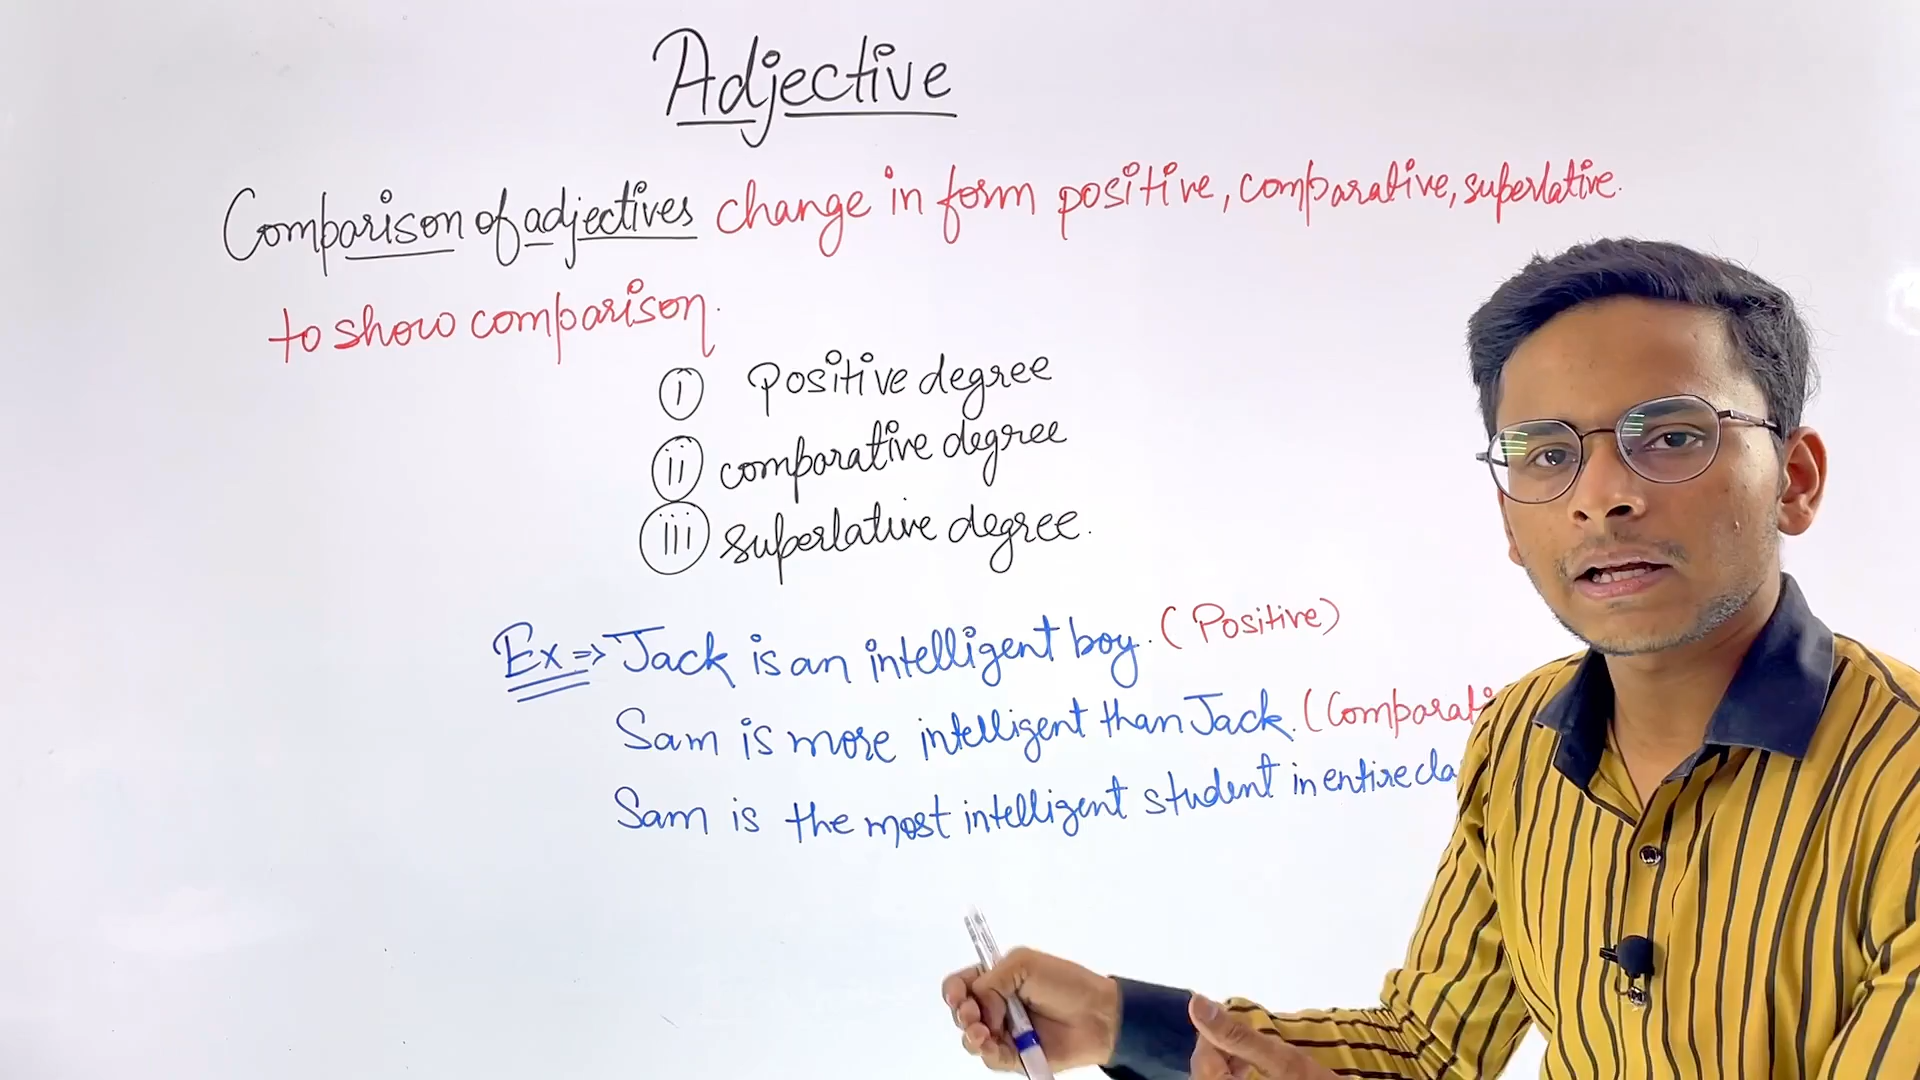 Adjective
Comparison of adjectives change in form positive, comparative, superlative.
to show comparison.
(i) Positive degree
(ii) comparative degree
(iii) superlative degree.
Ex => Jack is an intelligent boy. (Positive)
Sam is more intelligent than Jack. (Comparati
Sam is the most intelligent student in entire cla